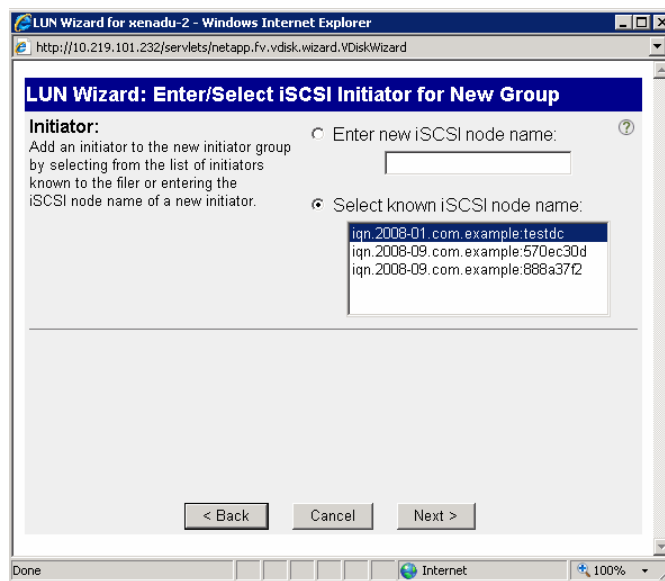 LUN Wizard for xenadu-2 - Windows Internet Explorer
http://10.219.101.232/servlets/netapp.fv.vdisk.wizard.VDiskWizard
LUN Wizard: Enter/Select iSCSI Initiator for New Group
Initiator:
Add an initiator to the new initiator group
by selecting from the list of initiators
known to the filer or entering the
iSCSI node name of a new initiator.
Enter new iSCSI node name:
?
Select known iSCSI node name:
iqn.2008-01.com.example:testdc
iqn.2008-09.com.example:570ec30d
iqn.2008-09.com.example:888a37f2
< Back
Cancel
Next >
Done
Internet
100%